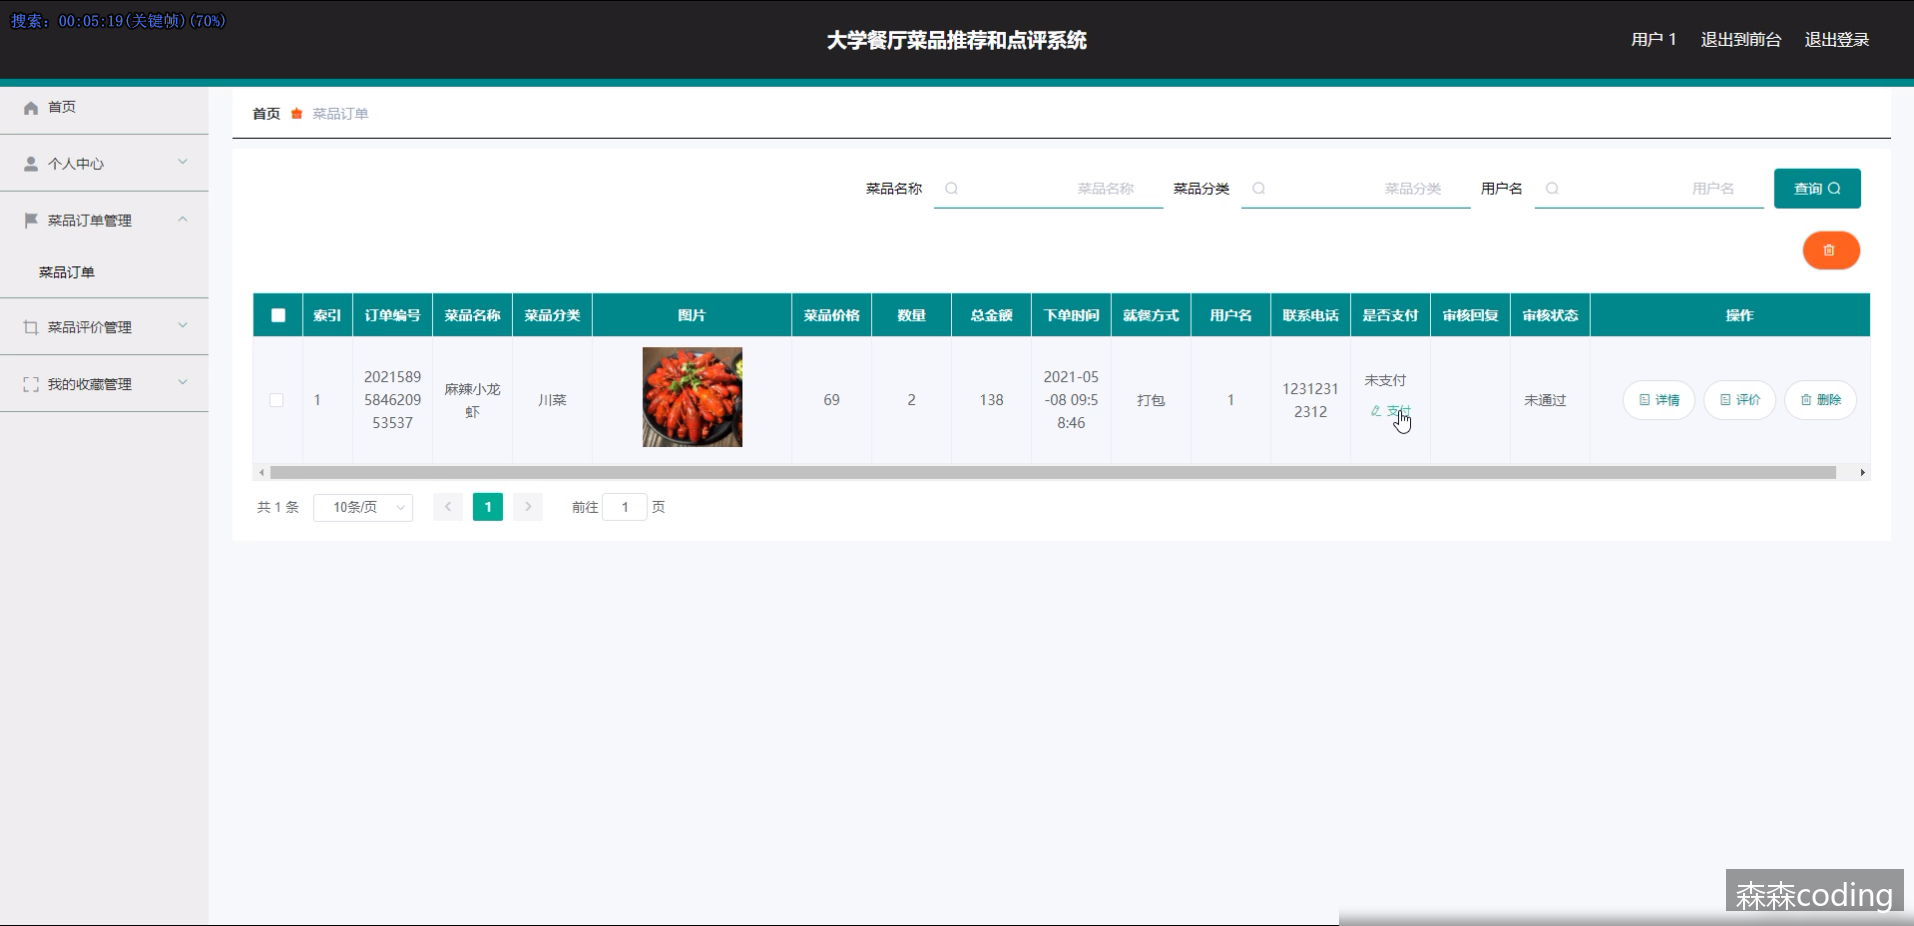 搜索: 00:05:19(关键帧)(70%)
大学餐厅菜品推荐和点评系统
用户 1 退出到前台 退出登录
首页
个人中心
菜品订单管理
菜品订单
菜品评价管理
我的收藏管理
首页 菜品订单
菜品名称 菜品名称 菜品分类 菜品分类 用户名 用户名 查询
索引 订单编号 菜品名称 菜品分类 图片 菜品价格 数量 总金额 下单时间 就餐方式 用户名 联系电话 是否支付 审核回复 审核状态 操作
1
2021589
5846209
53537
麻辣小龙
虾
川菜
69
2
138
2021-05
-08 09:5
8:46
打包
1
1231231
2312
未支付
支付
未通过
详情 评价 删除
共 1 条 10条/页 1 前往 1 页
森森coding